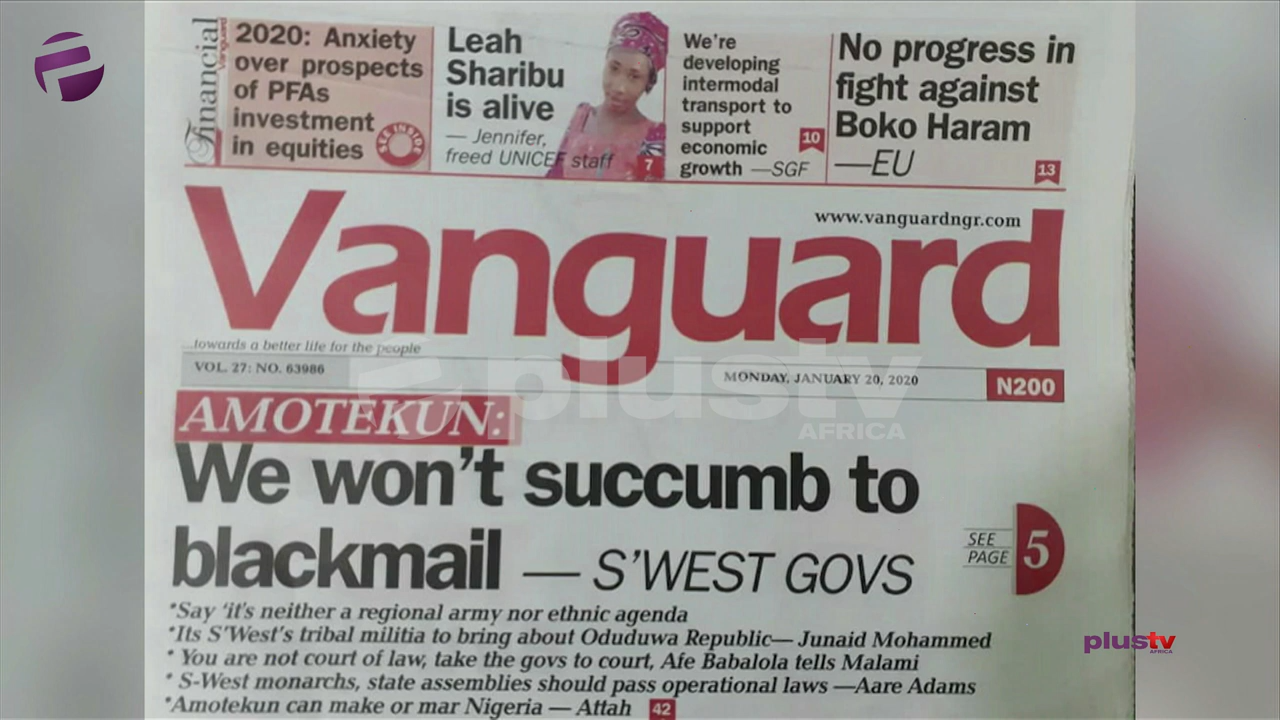 Financial
Vanguard
2020: Anxiety
over prospects
of PFAs
investment
in equities
SEE INSIDE
Leah
Sharibu
is alive
— Jennifer,
freed UNICEF staff
7
We're
developing
intermodal
transport to
support
economic
growth —SGF
10
No progress in
fight against
Boko Haram
—EU
13
www.vanguardngr.com
Vanguard
...towards a better life for the people
VOL. 27: NO. 63986
MONDAY, JANUARY 20, 2020
N200
plustv
AFRICA
AMOTEKUN:
We won't succumb to
blackmail — S'WEST GOVS
SEE
PAGE
5
*Say 'it's neither a regional army nor ethnic agenda
*Its S'West's tribal militia to bring about Oduduwa Republic— Junaid Mohammed
* You are not court of law, take the govs to court, Afe Babalola tells Malami
* S-West monarchs, state assemblies should pass operational laws —Aare Adams
*Amotekun can make or mar Nigeria — Attah 42
plustv
AFRICA